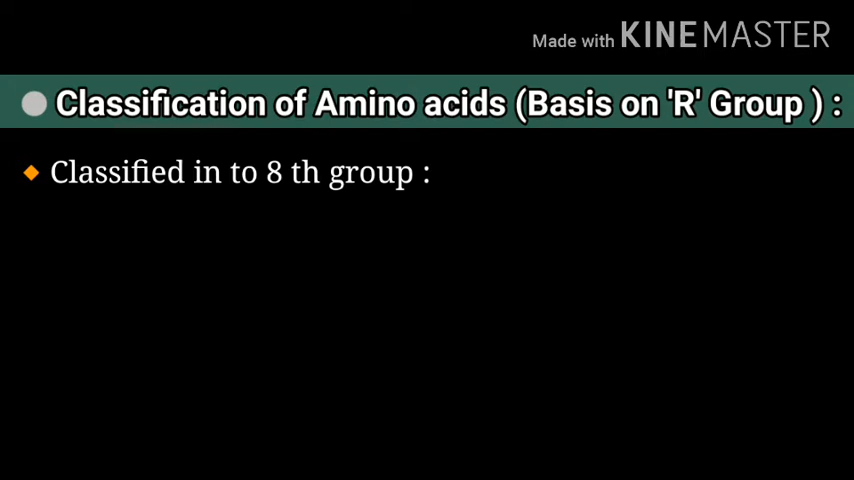 Made with KINEMASTER
Classification of Amino acids (Basis on 'R' Group ) :
Classified in to 8 th group :